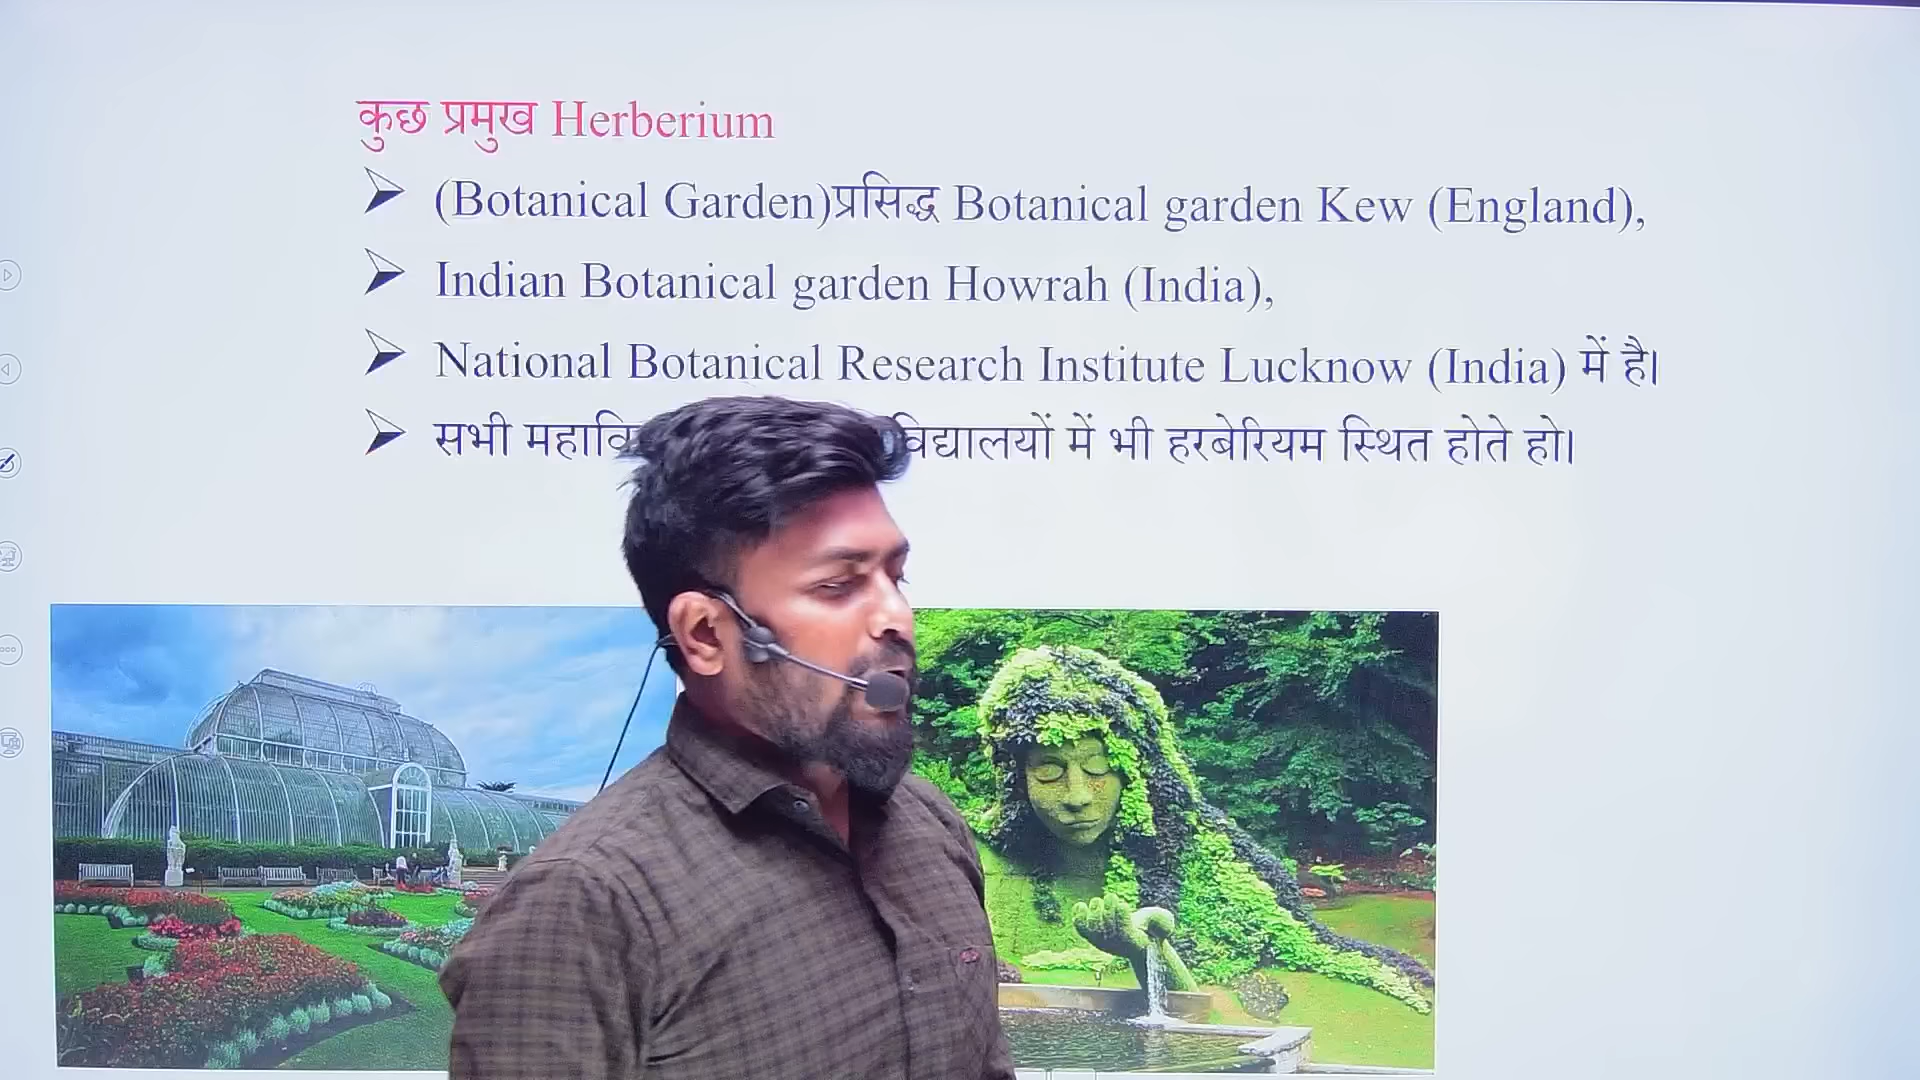 कुछ प्रमुख Herberium
(Botanical Garden)प्रसिद्ध Botanical garden Kew (England),
Indian Botanical garden Howrah (India),
National Botanical Research Institute Lucknow (India) में है।
सभी विद्यालयों में भी हरबेरियम स्थित होते हो।